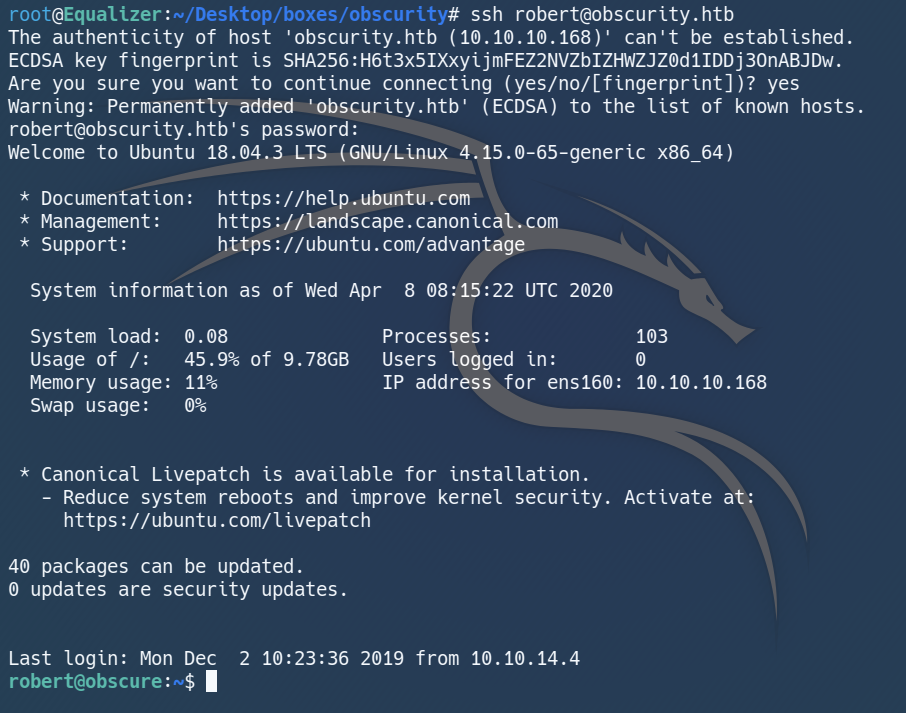 root@Equalizer:~/Desktop/boxes/obscurity# ssh robert@obscurity.htb
The authenticity of host 'obscurity.htb (10.10.10.168)' can't be established.
ECDSA key fingerprint is SHA256:H6t3x5IXxyijmFEZ2NVZbIZHWZJZ0d1IDDj3OnABJDw.
Are you sure you want to continue connecting (yes/no/[fingerprint])? yes
Warning: Permanently added 'obscurity.htb' (ECDSA) to the list of known hosts.
robert@obscurity.htb's password:
Welcome to Ubuntu 18.04.3 LTS (GNU/Linux 4.15.0-65-generic x86_64)
* Documentation:  https://help.ubuntu.com
* Management:     https://landscape.canonical.com
* Support:        https://ubuntu.com/advantage
System information as of Wed Apr  8 08:15:22 UTC 2020
System load:  0.08              Processes:             103
Usage of /:   45.9% of 9.78GB   Users logged in:       0
Memory usage: 11%               IP address for ens160: 10.10.10.168
Swap usage:   0%
* Canonical Livepatch is available for installation.
- Reduce system reboots and improve kernel security. Activate at:
https://ubuntu.com/livepatch
40 packages can be updated.
0 updates are security updates.
Last login: Mon Dec  2 10:23:36 2019 from 10.10.14.4
robert@obscure:~$